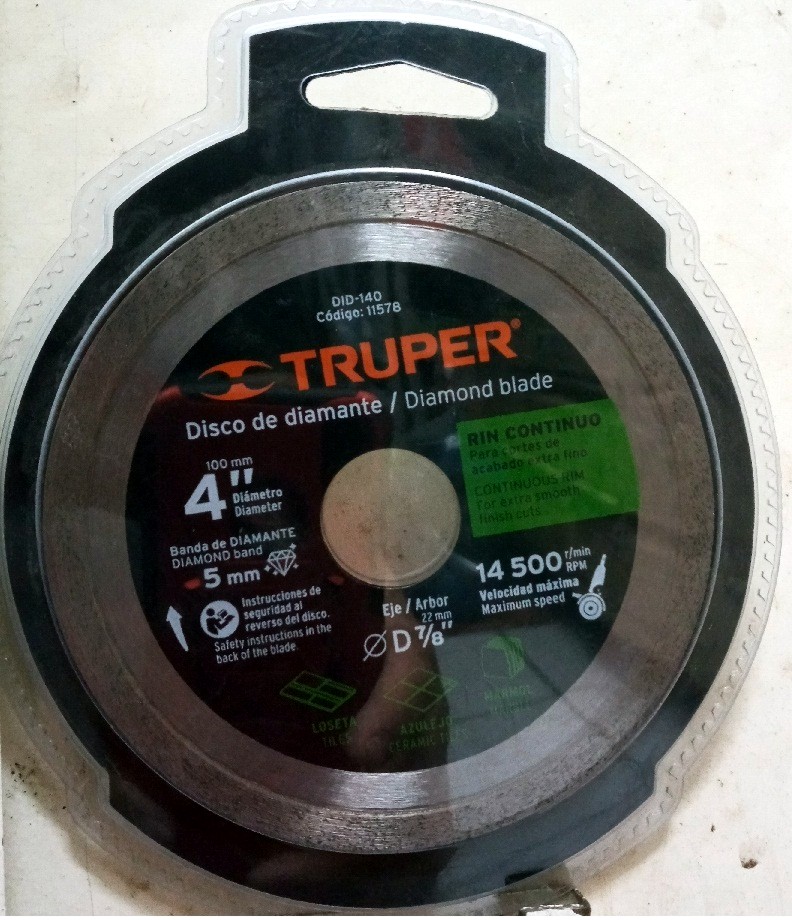 DID-140
Código: 11578
TRUPER®
Disco de diamante / Diamond blade
100 mm
4" Diámetro
Diameter
Banda de DIAMANTE
DIAMOND band
5 mm
Instrucciones de
seguridad al
reverso del disco.
Safety instructions in the
back of the blade.
RIN CONTINUO
Para cortes de
acabado extra fino
CONTINUOUS RIM
For extra smooth
finish cuts
Eje / Arbor
22 mm
Ø D 7/8"
14 500 r/min
RPM
Velocidad máxima
Maximum speed
LOSETA
AZULEJO